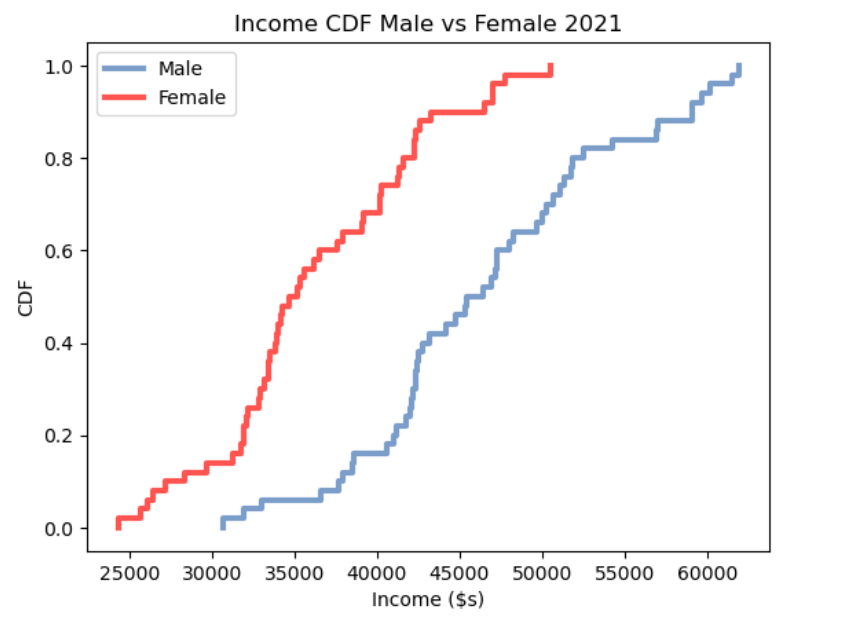 Income CDF Male vs Female 2021
Male
Female
1.0
0.8
0.6
0.4
0.2
0.0
CDF
25000 30000 35000 40000 45000 50000 55000 60000
Income ($s)